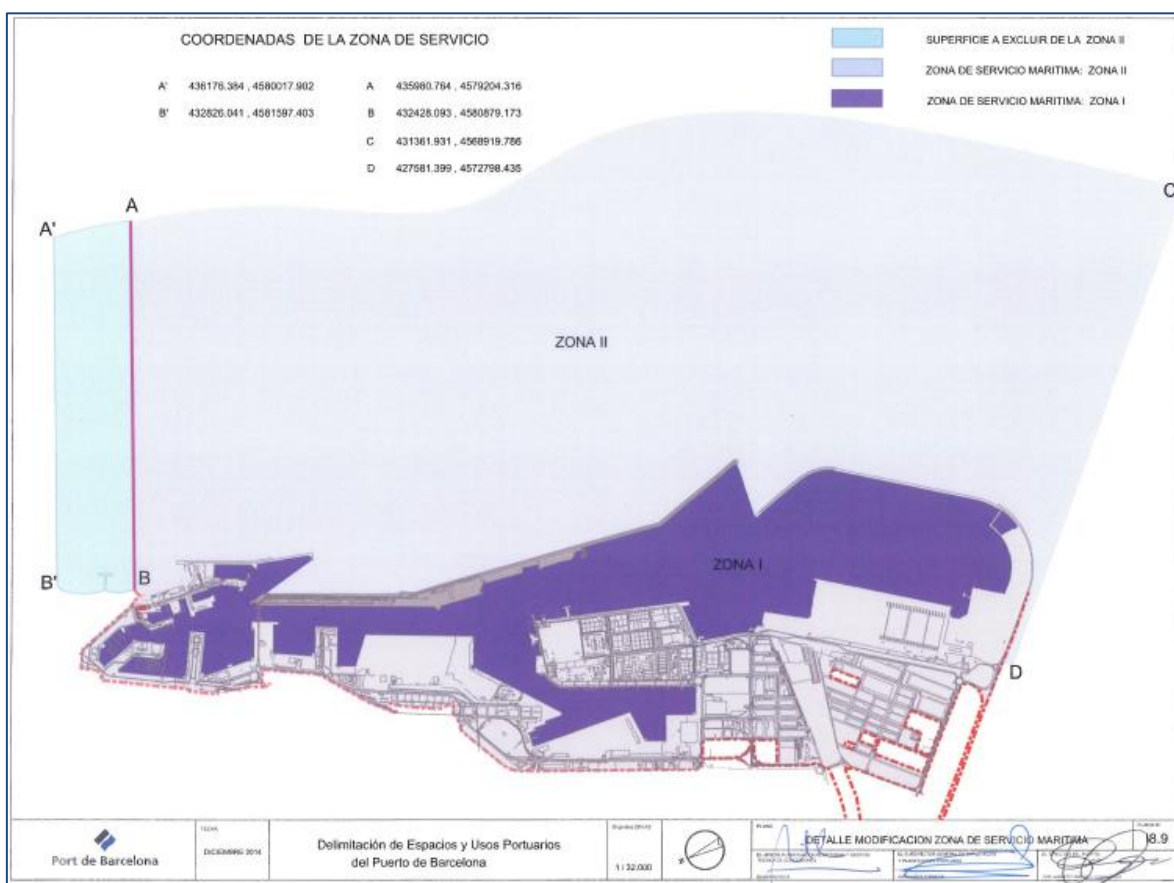 COORDENADAS DE LA ZONA DE SERVICIO
A' 436176.384 , 4580017.902 A 435980.764 , 4579204.316
B' 432826.041 , 4581597.403 B 432428.093 , 4580879.173
C 431361.931 , 4568919.786
D 427581.399 , 4572798.435
SUPERFICIE A EXCLUIR DE LA ZONA II
ZONA DE SERVICIO MARITIMA: ZONA II
ZONA DE SERVICIO MARITIMA: ZONA I
A
A'
C
ZONA II
B'
B
ZONA I
D
Port de Barcelona
FECHA
DICIEMBRE 2014
Delimitación de Espacios y Usos Portuarios
del Puerto de Barcelona
1 / 32.000
PLANO
DETALLE MODIFICACION ZONA DE SERVICIO MARITIMA